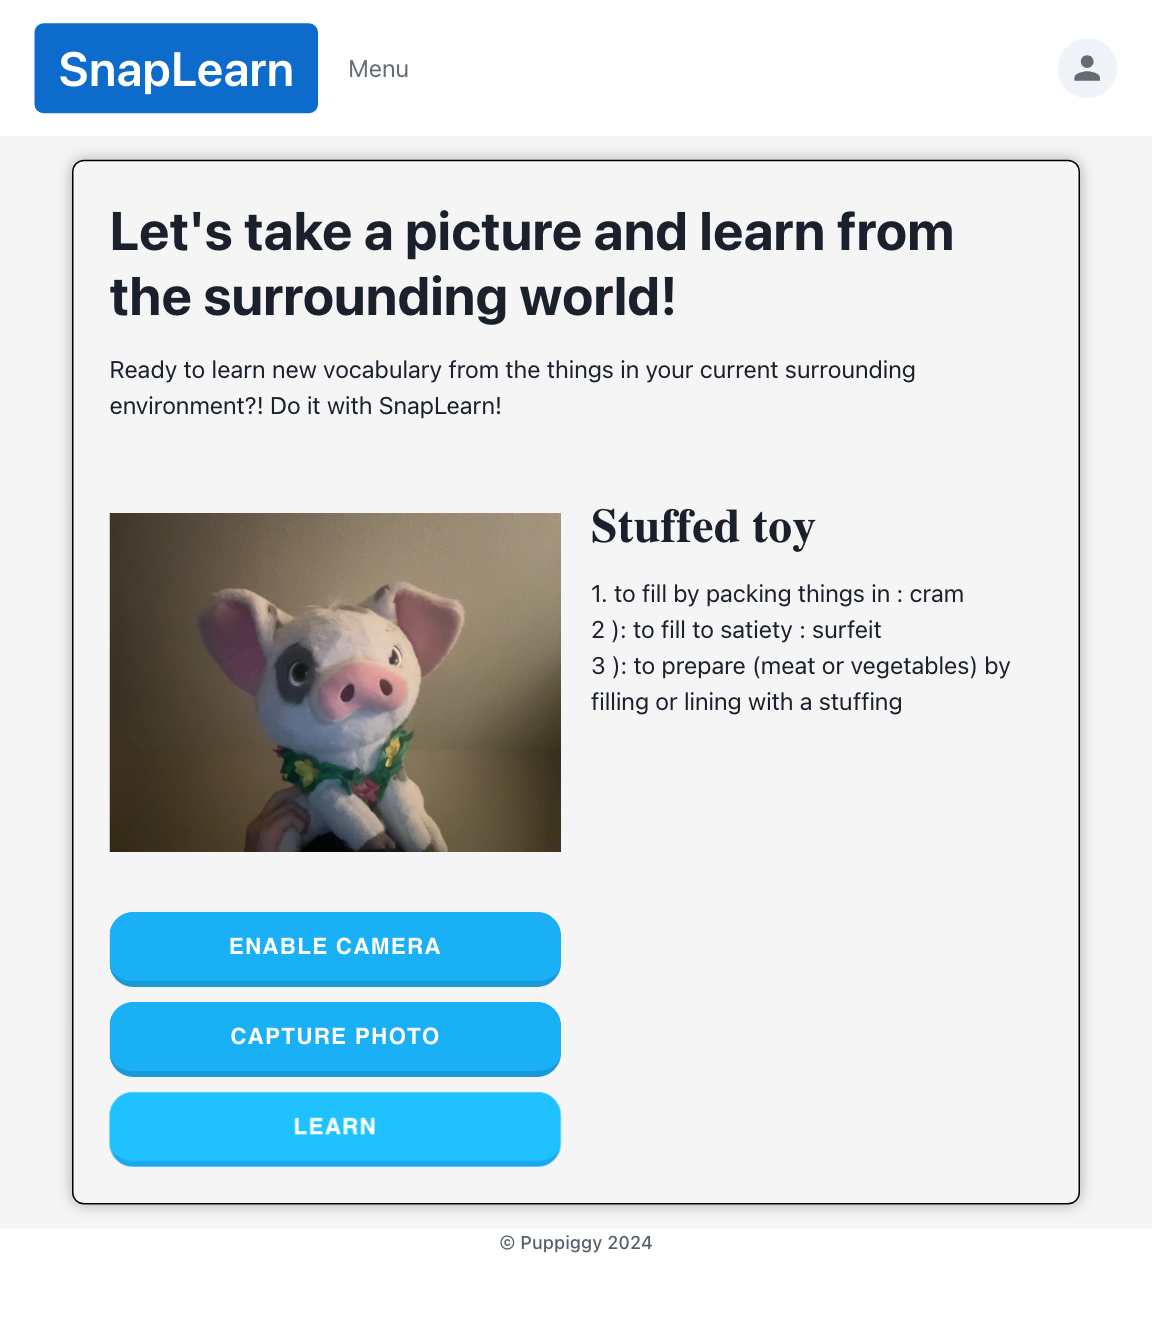 SnapLearn
Menu
Let's take a picture and learn from
the surrounding world!
Ready to learn new vocabulary from the things in your current surrounding
environment?! Do it with SnapLearn!
Stuffed toy
1. to fill by packing things in : cram
2 ): to fill to satiety : surfeit
3 ): to prepare (meat or vegetables) by
filling or lining with a stuffing
ENABLE CAMERA
CAPTURE PHOTO
LEARN
© Puppiggy 2024